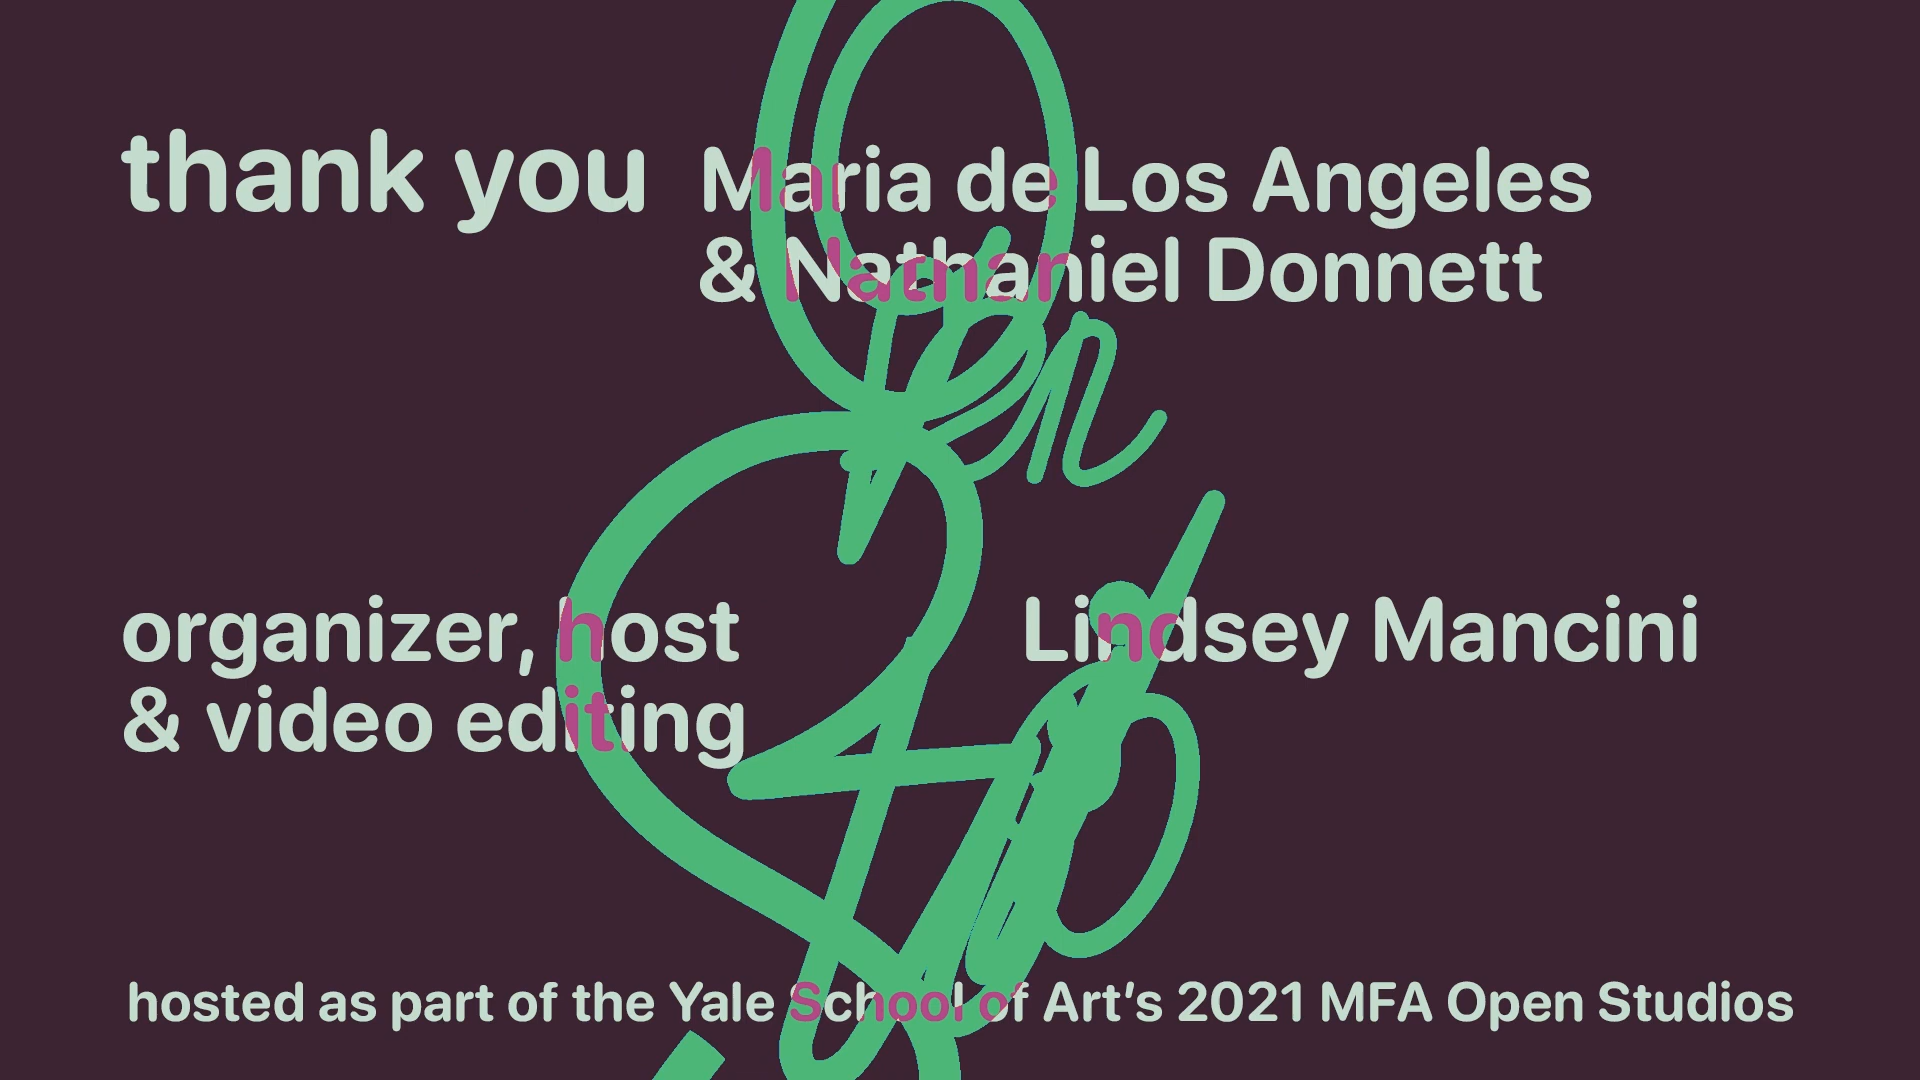 thank you Maria de Los Angeles
& Nathaniel Donnett
organizer, host Lindsey Mancini
& video editing
hosted as part of the Yale School of Art's 2021 MFA Open Studios
Open